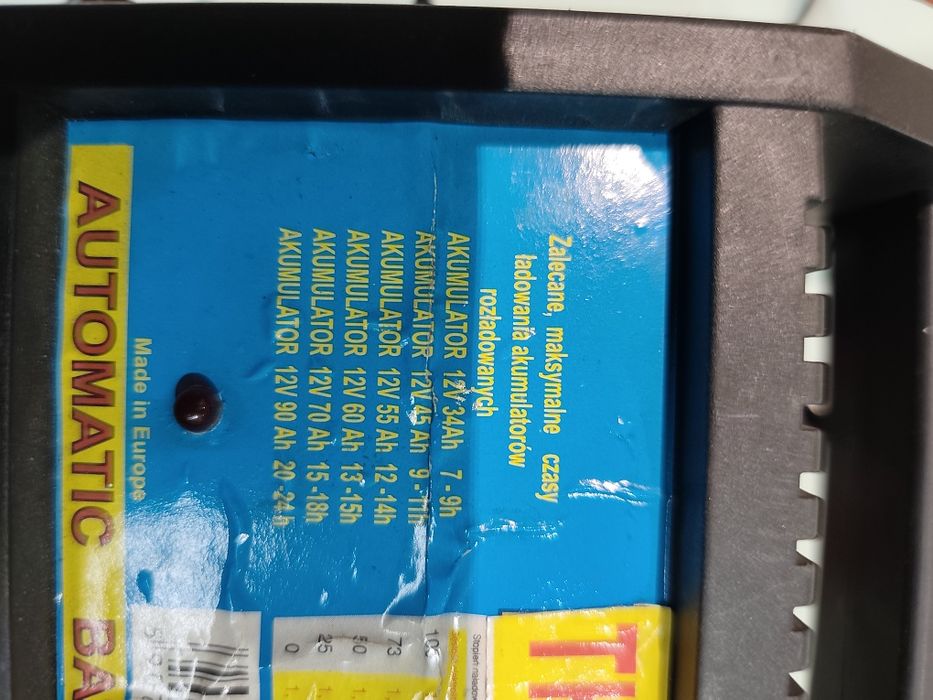 Zalecane, maksymalne czasy
ładowania akumulatorów
rozładowanych
AKUMULATOR 12V 34Ah 7 - 9h
AKUMULATOR 12V 45 Ah 9 -11h
AKUMULATOR 12V 55 Ah 12 -14h
AKUMULATOR 12V 60 Ah 13 -15h
AKUMULATOR 12V 70 Ah 15 -18h
AKUMULATOR 12V 90 Ah 20 -24h
Made in Europe
AUTOMATIC BA
Stopień
73
50
25
0